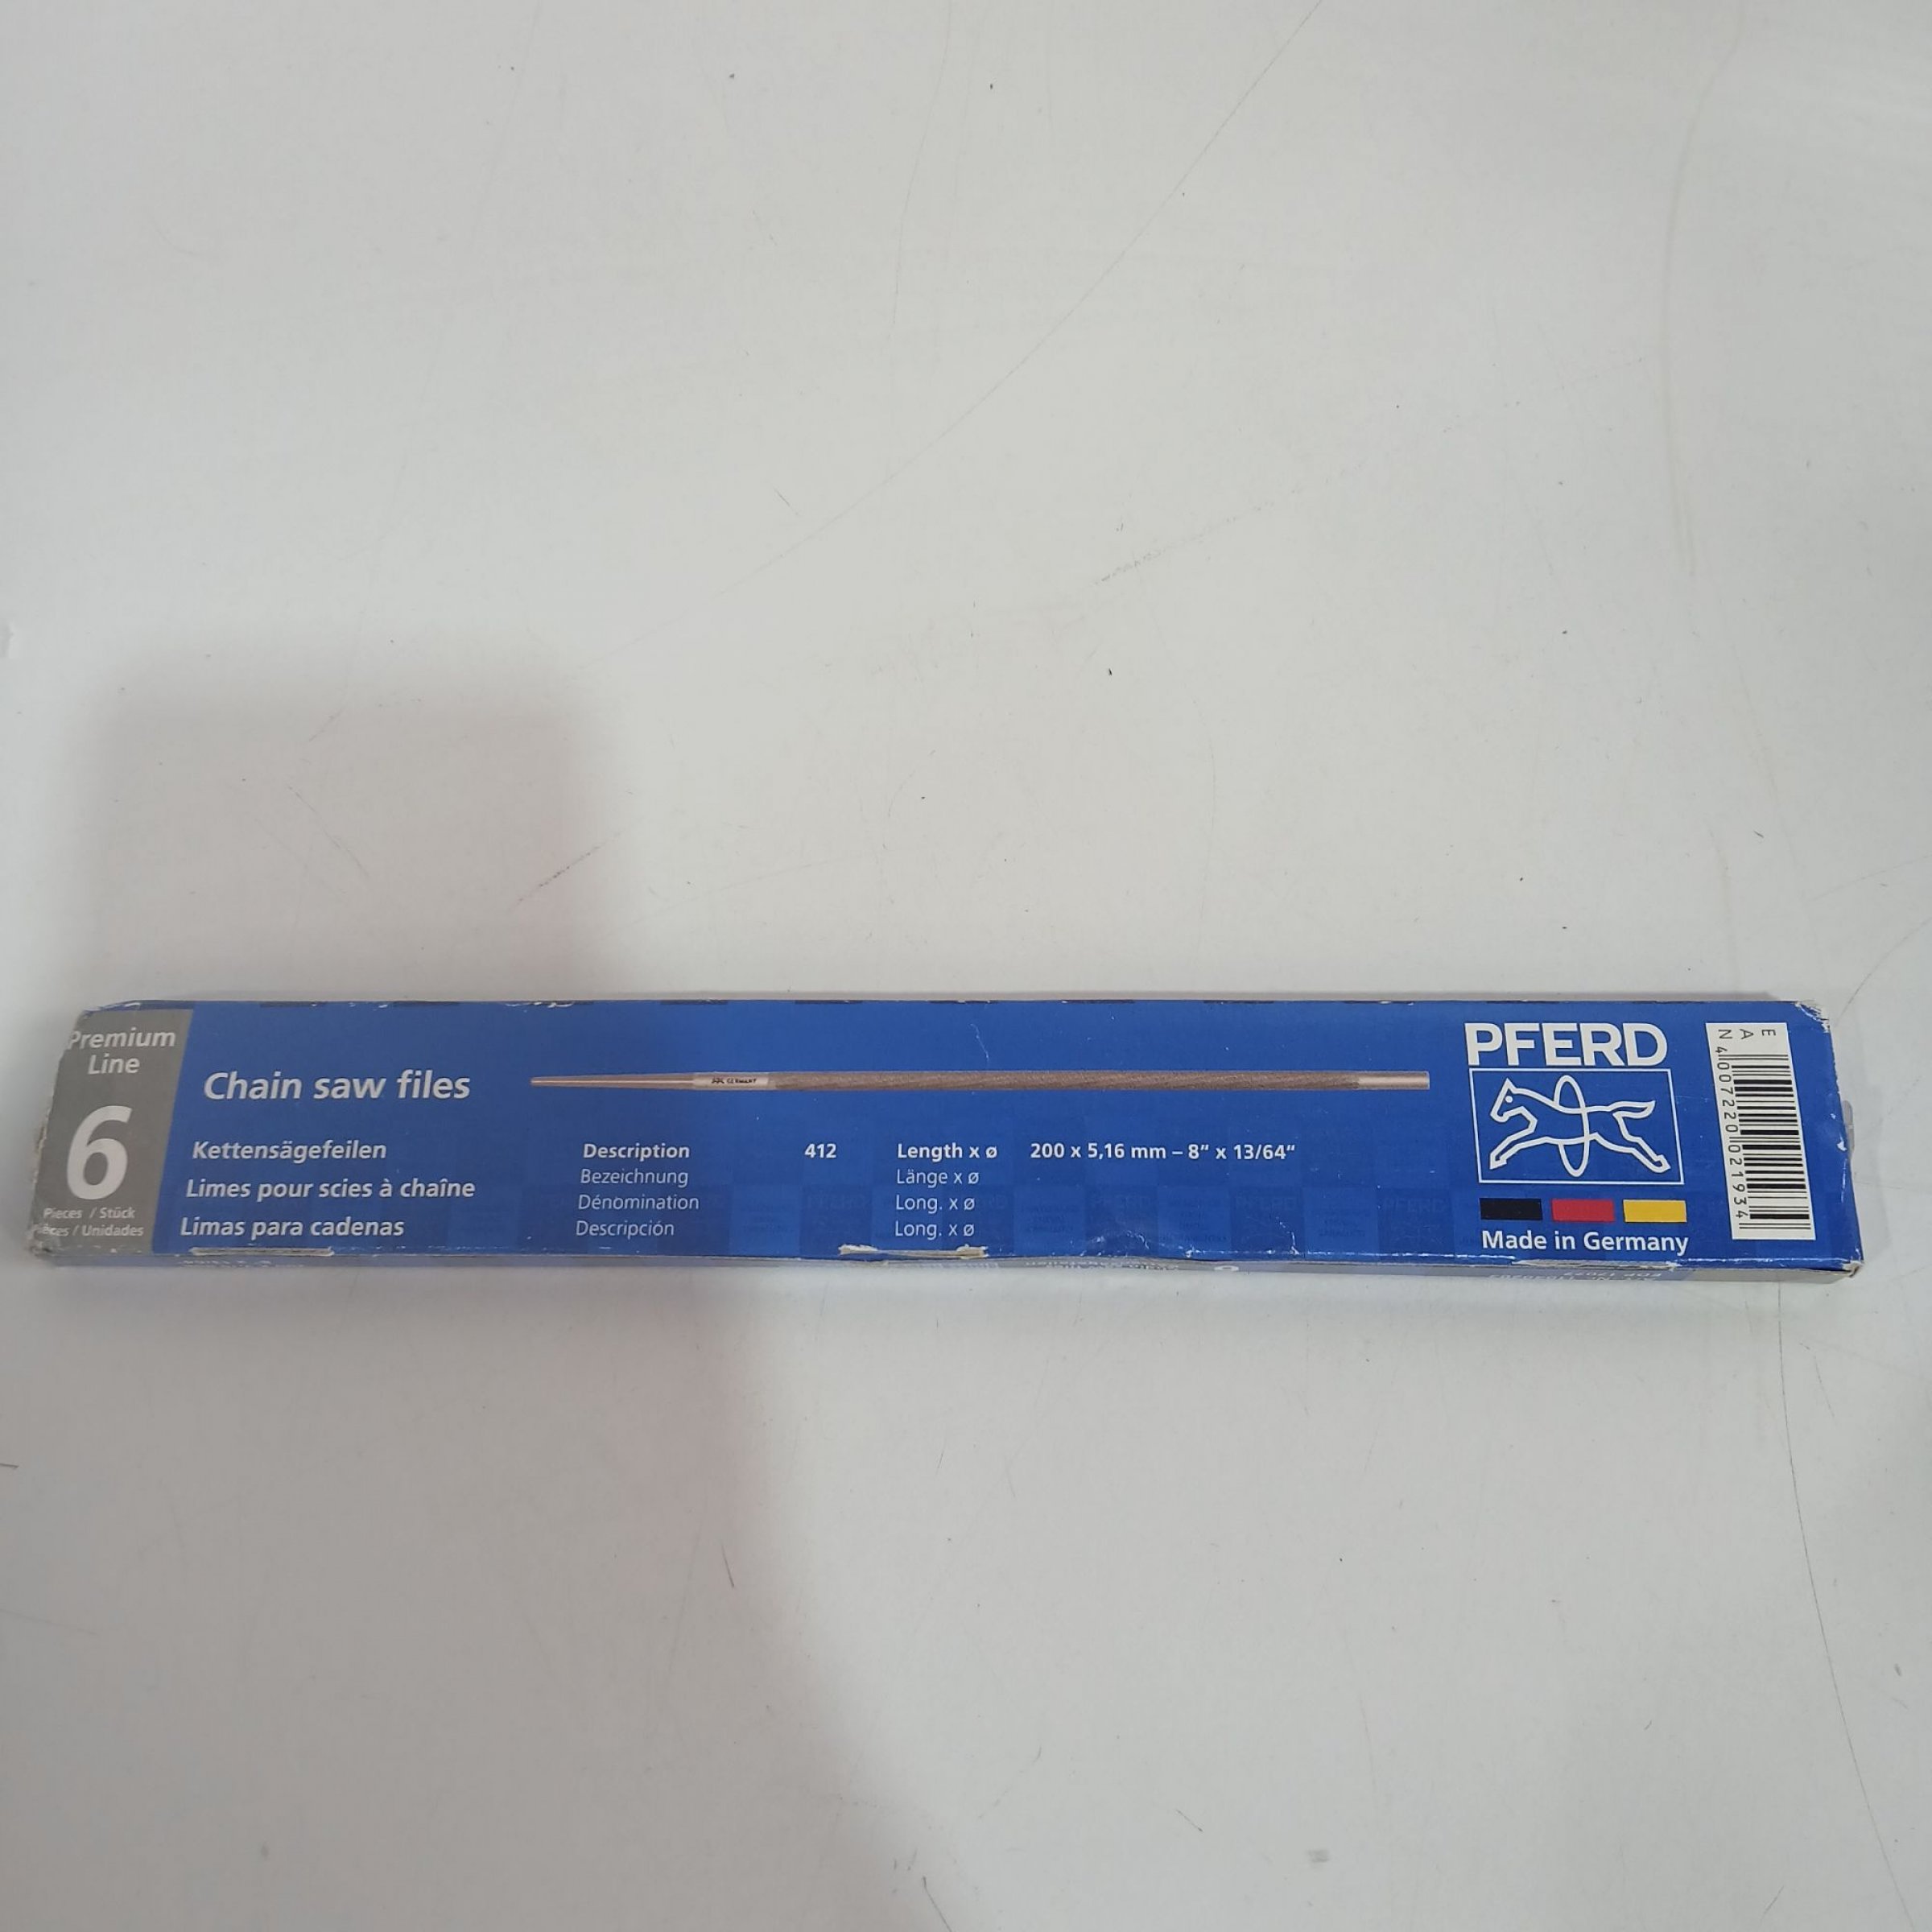 Premium
Line
6
Pieces / Stück
Pièces / Unidades
Chain saw files
Kettensägefeilen
Limes pour scies à chaîne
Limas para cadenas
GERMANY
Description 412 Length x ø 200 x 5,16 mm – 8“ x 13/64“
Bezeichnung Länge x ø
Dénomination Long. x ø
Descripción Long. x ø
PFERD
Made in Germany
EAN
4007220021934